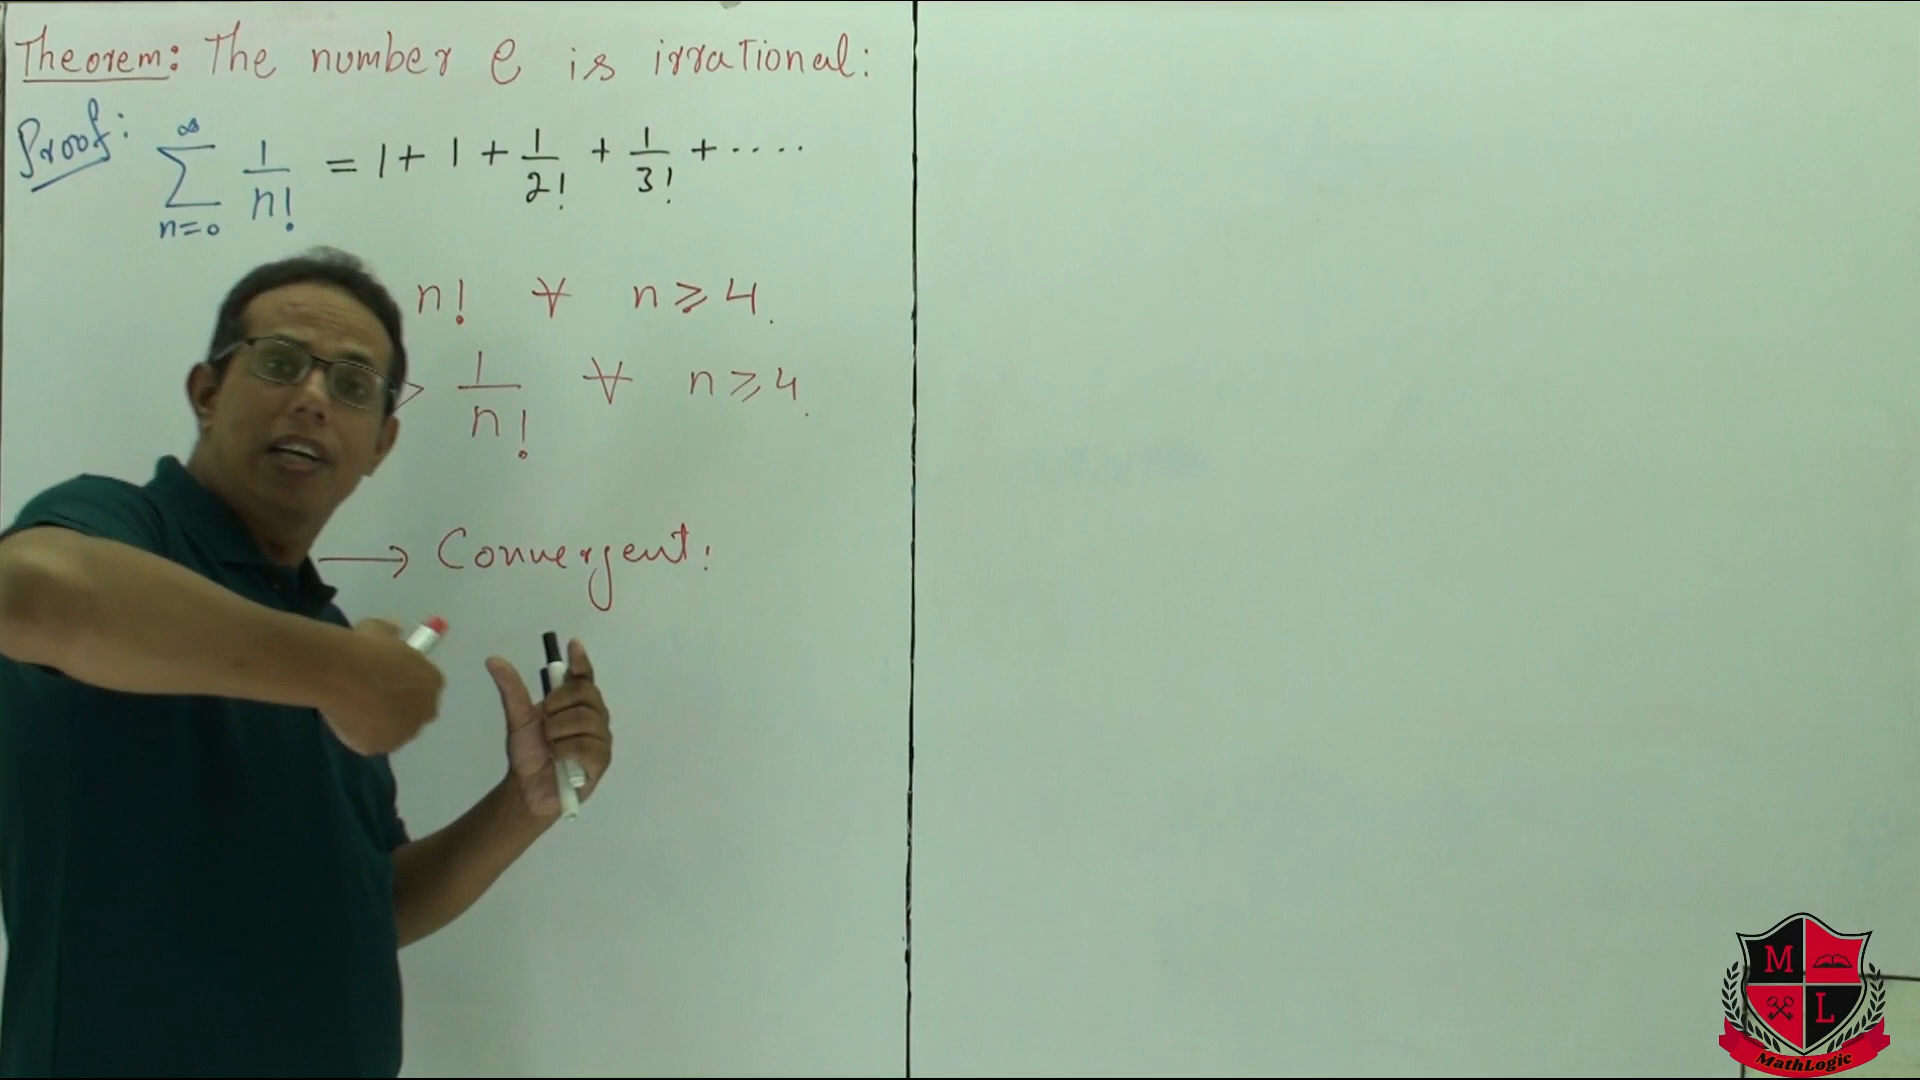 Theorem: The number e is irrational:
Proof: ∞ ∑ n=0 1/n! = 1 + 1 + 1/2! + 1/3! + ....
n! ∀ n ⩾ 4.
> 1/n! ∀ n ⩾ 4.
→ Convergent:
M
L
MathLogic